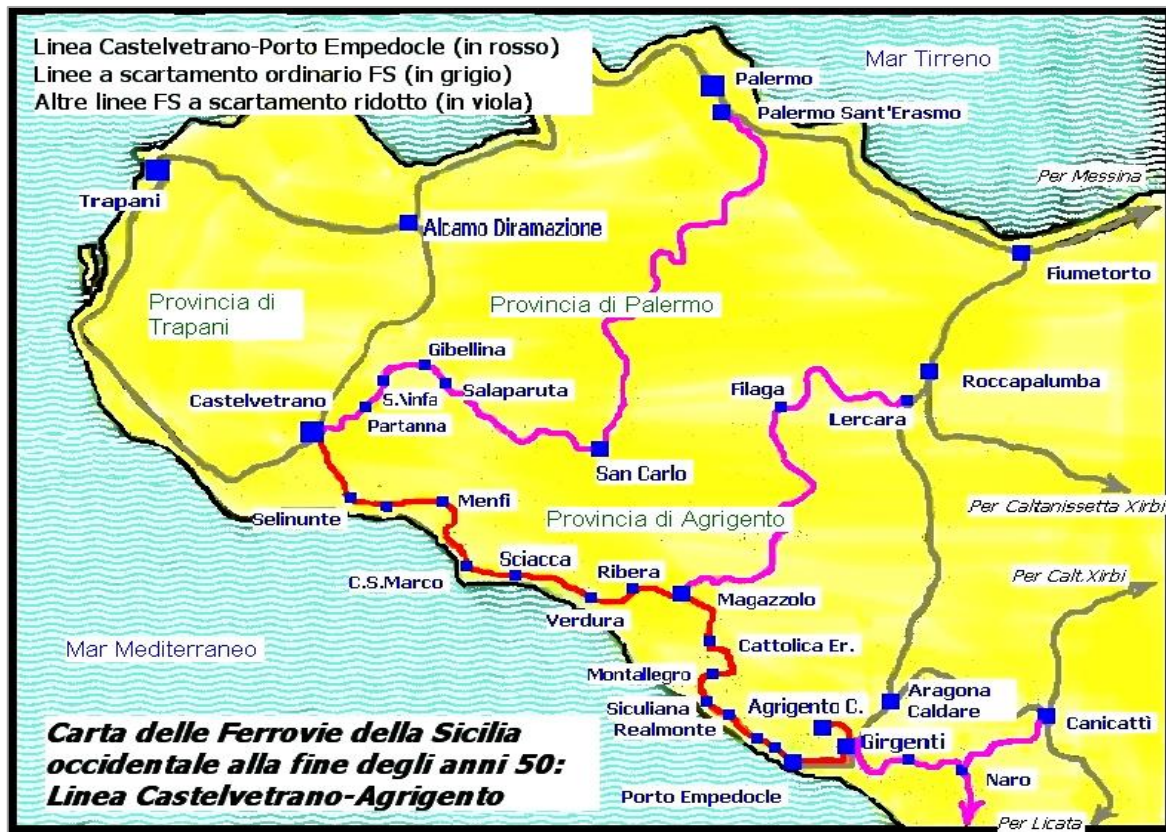 Linea Castelvetrano-Porto Empedocle (in rosso)
Linee a scartamento ordinario FS (in grigio)
Altre linee FS a scartamento ridotto (in viola)
Mar Tirreno
Palermo
Palermo Sant'Erasmo
Per Messina
Trapani
Alcamo Diramazione
Fiumetorto
Provincia di
Trapani
Provincia di Palermo
Gibellina
S.Ninfa
Salaparuta
Castelvetrano
Partanna
Filaga
Lercara
Roccapalumba
San Carlo
Menfi
Selinunte
Provincia di Agrigento
Per Caltanissetta Xirbi
Sciacca
C.S.Marco
Ribera
Verdura
Magazzolo
Per Calt.Xirbi
Mar Mediterraneo
Cattolica Er.
Montallegro
Siculiana
Realmonte
Agrigento C.
Aragona
Caldare
Canicattì
Girgenti
Naro
Porto Empedocle
Per Licata
Carta delle Ferrovie della Sicilia
occidentale alla fine degli anni 50:
Linea Castelvetrano-Agrigento